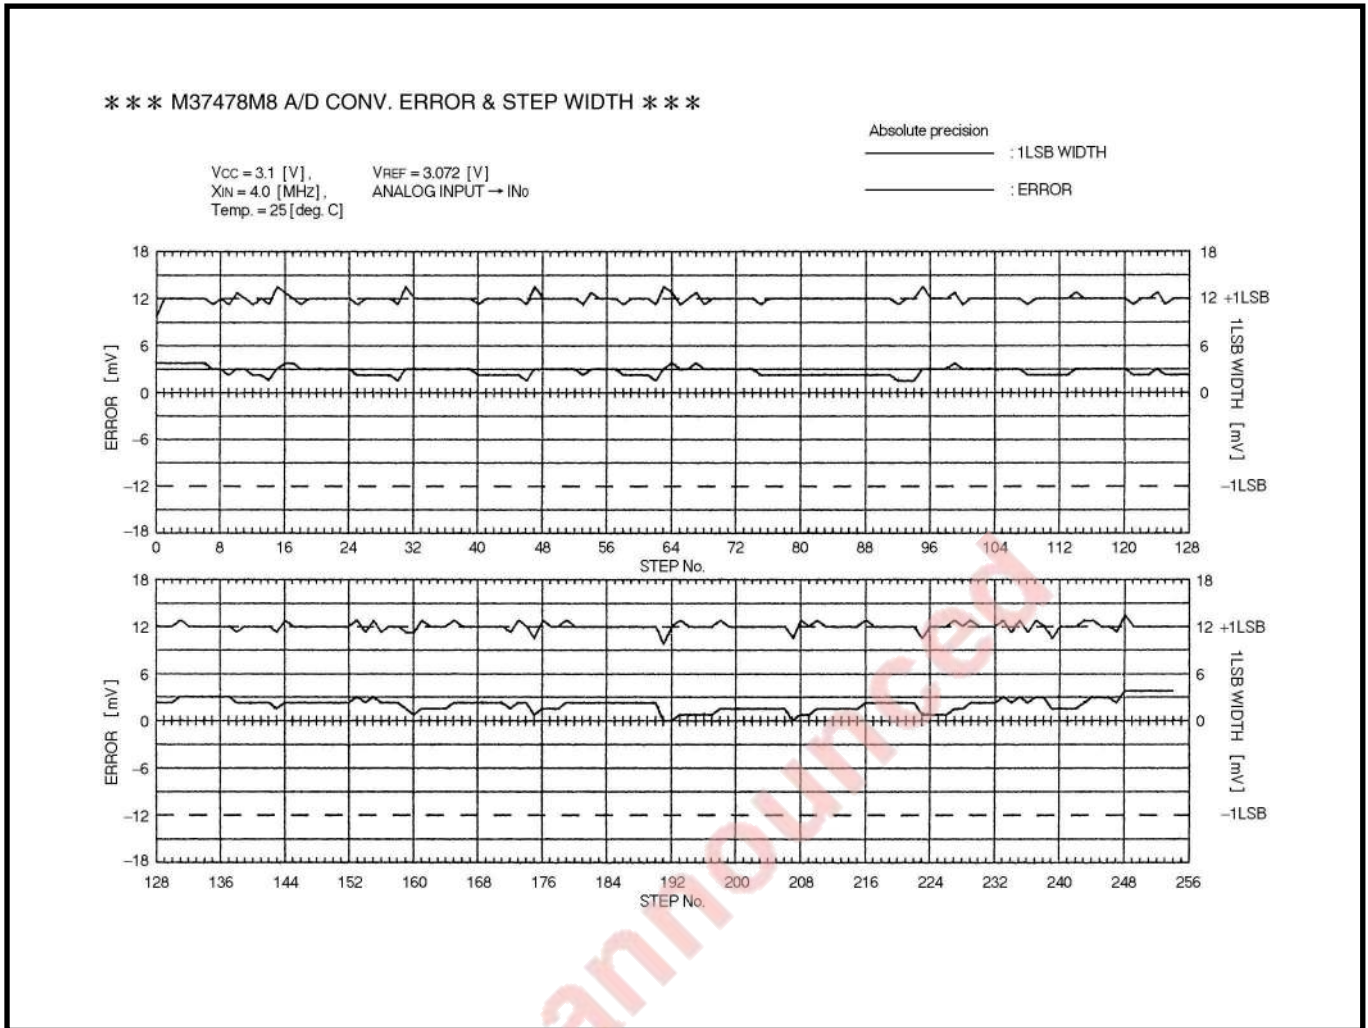 *** M37478M8 A/D CONV. ERROR & STEP WIDTH ***
Absolute precision
: 1LSB WIDTH
: ERROR
VCC = 3.1 [V], VREF = 3.072 [V]
XIN = 4.0 [MHz], ANALOG INPUT → IN0
Temp. = 25 [deg. C]
18
12
6
0
–6
–12
–18
ERROR [mV]
18
12 +1LSB
6
0
–1LSB
1LSB WIDTH [mV]
0 8 16 24 32 40 48 56 64 72 80 88 96 104 112 120 128
STEP No.
18
12
6
0
–6
–12
–18
ERROR [mV]
18
12 +1LSB
6
0
–1LSB
1LSB WIDTH [mV]
128 136 144 152 160 168 176 184 192 200 208 216 224 232 240 248 256
STEP No.
announced